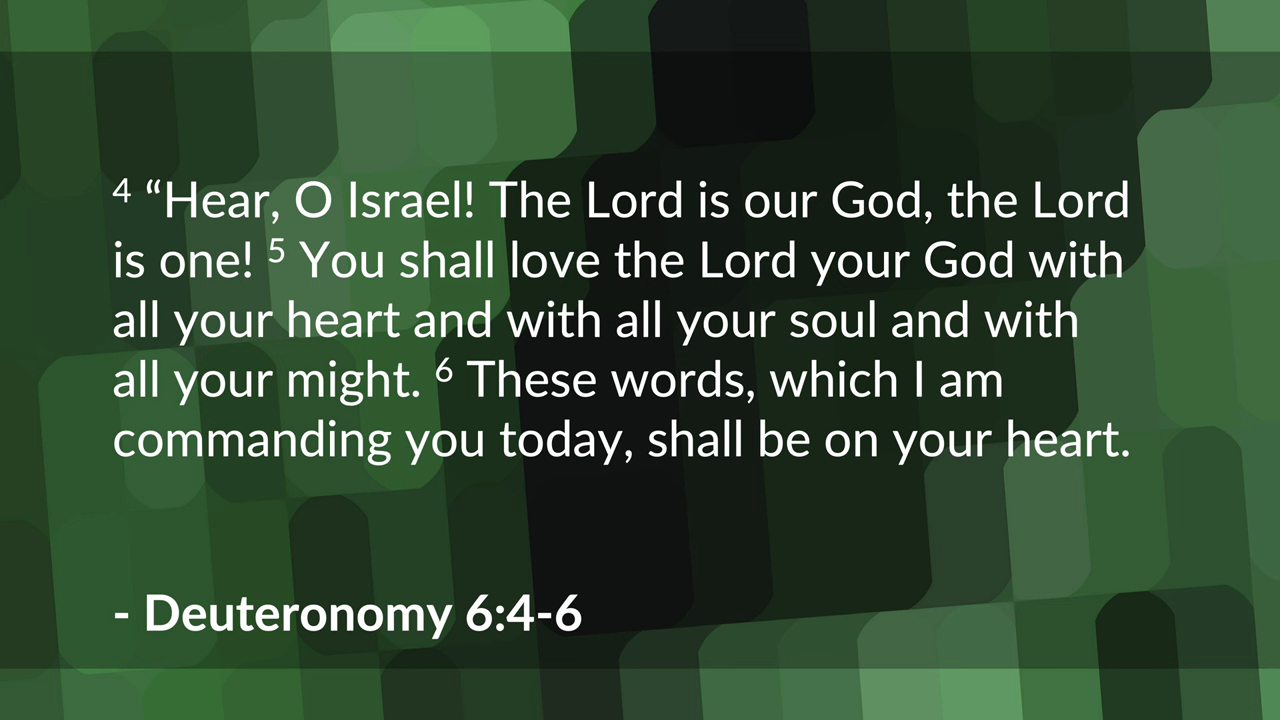 ⁴ “Hear, O Israel! The Lord is our God, the Lord
is one! ⁵ You shall love the Lord your God with
all your heart and with all your soul and with
all your might. ⁶ These words, which I am
commanding you today, shall be on your heart.
- Deuteronomy 6:4-6